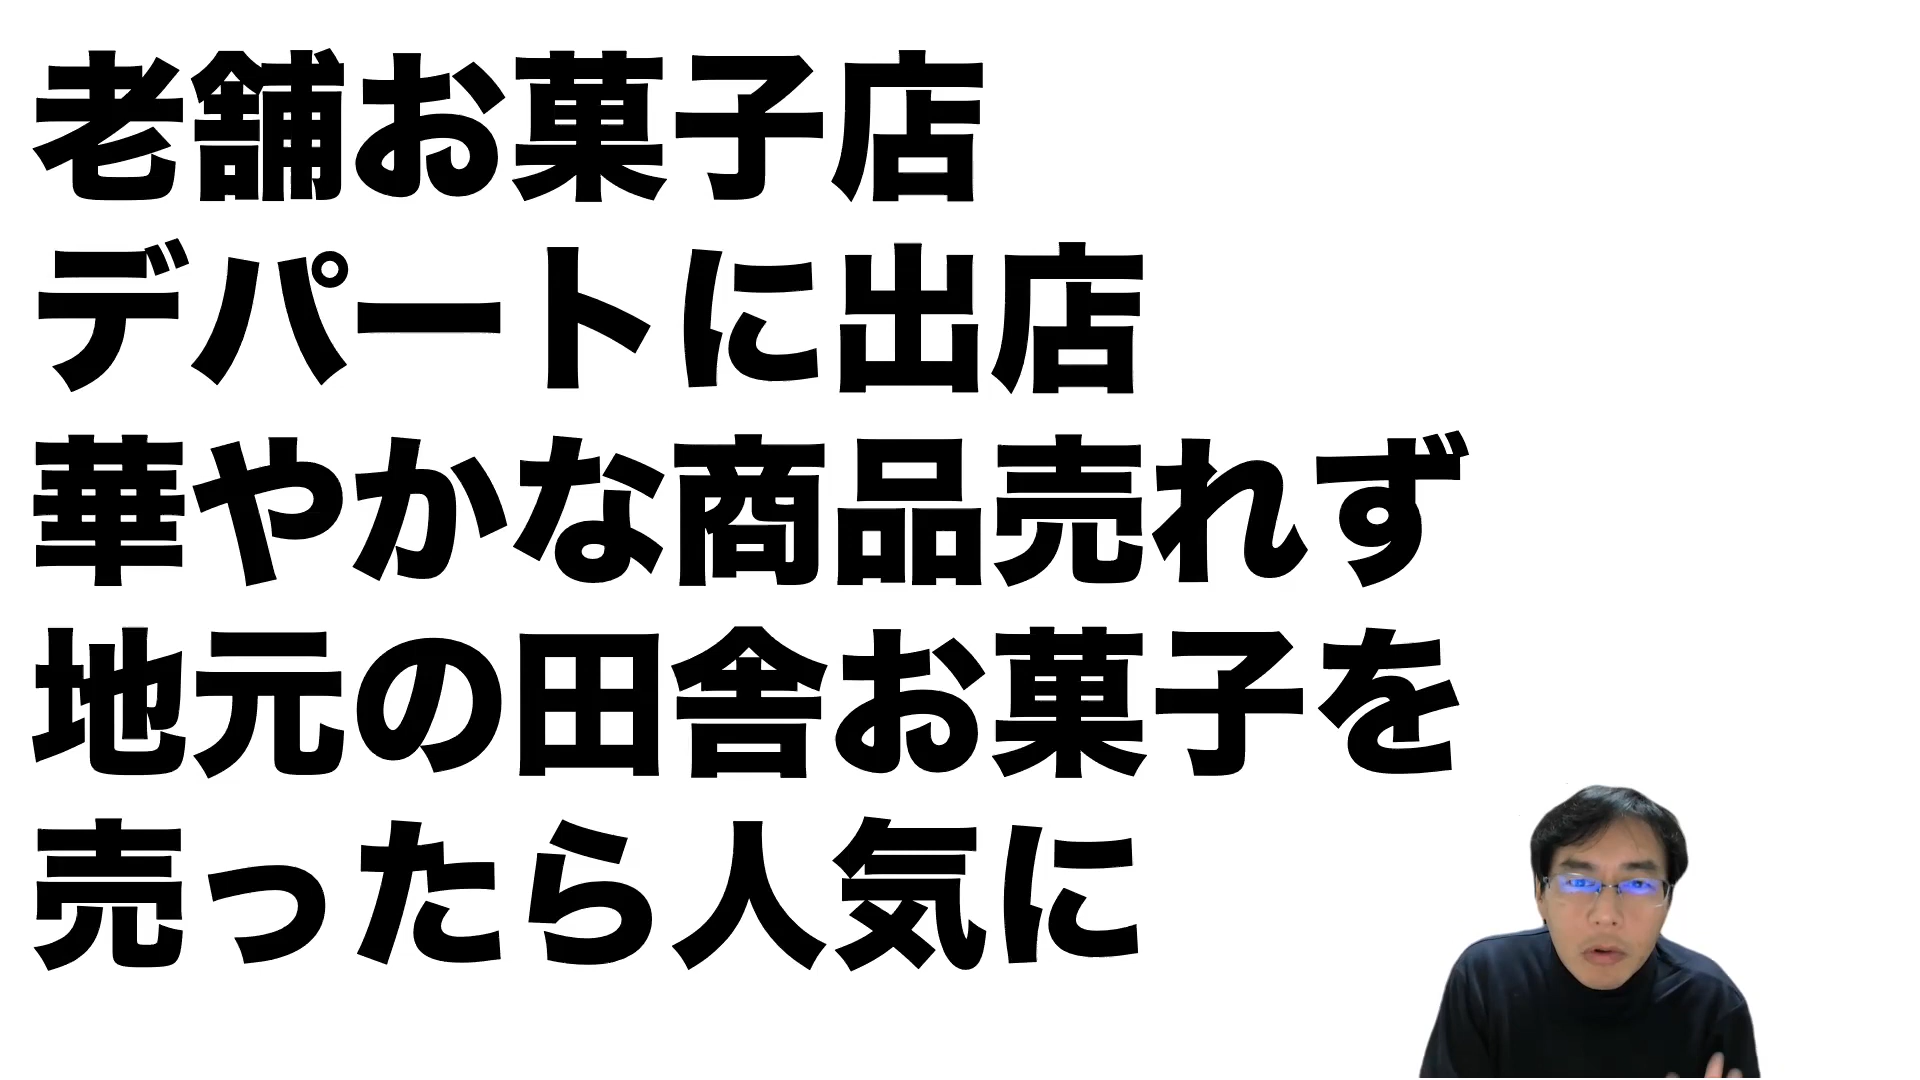 老舗お菓子店
デパートに出店
華やかな商品売れず
地元の田舎お菓子を
売ったら人気に